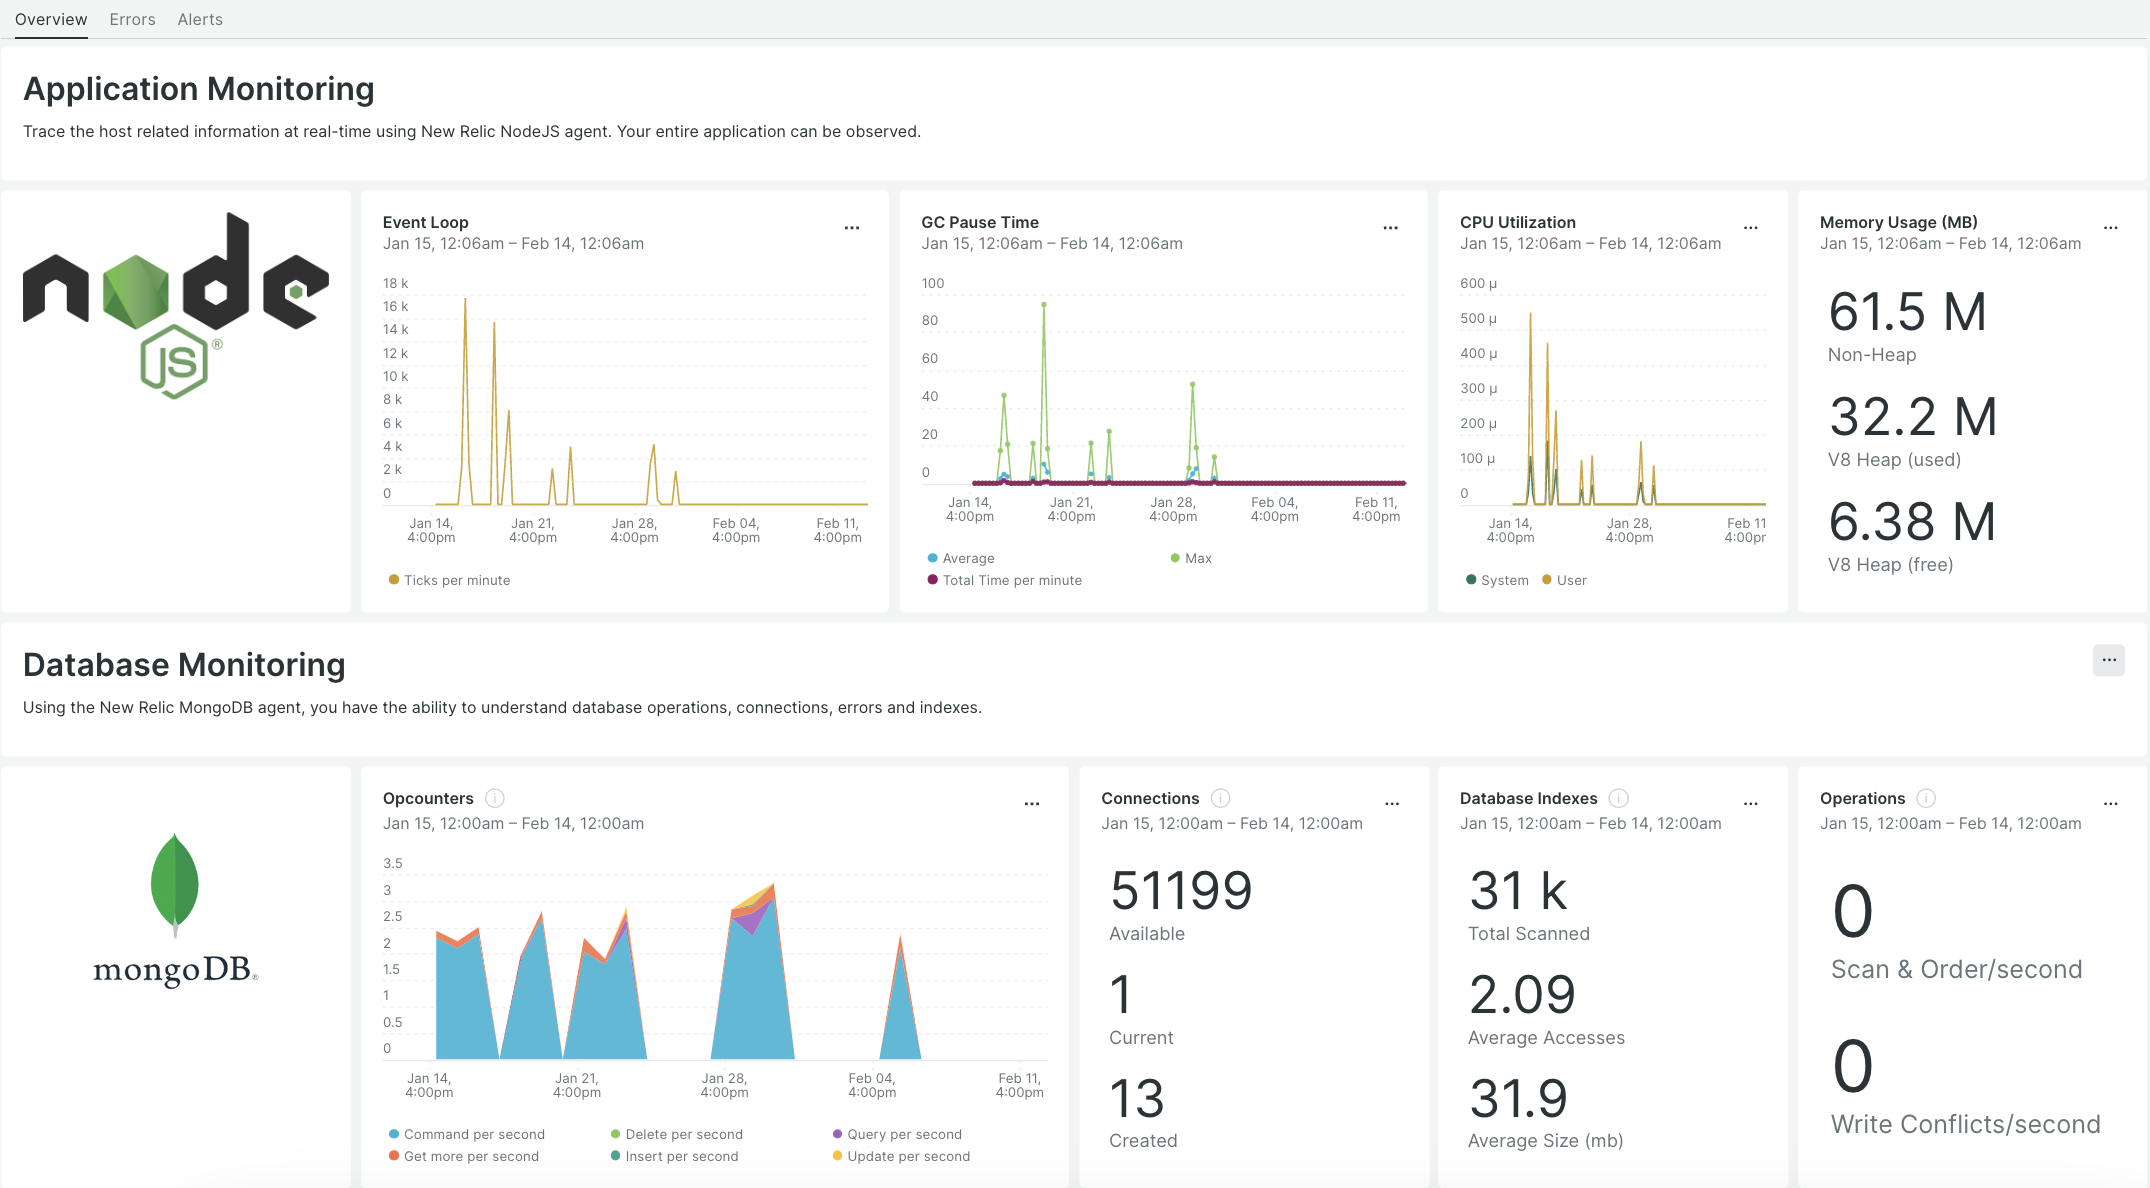 Overview Errors Alerts
Application Monitoring
Trace the host related information at real-time using New Relic NodeJS agent. Your entire application can be observed.
node
JS®
Event Loop
Jan 15, 12:06am – Feb 14, 12:06am
18 k
16 k
14 k
12 k
10 k
8 k
6 k
4 k
2 k
0
Jan 14, 4:00pm
Jan 21, 4:00pm
Jan 28, 4:00pm
Feb 04, 4:00pm
Feb 11, 4:00pm
Ticks per minute
GC Pause Time
Jan 15, 12:06am – Feb 14, 12:06am
100
80
60
40
20
0
Jan 14, 4:00pm
Jan 21, 4:00pm
Jan 28, 4:00pm
Feb 04, 4:00pm
Feb 11, 4:00pm
Average Max
Total Time per minute
CPU Utilization
Jan 15, 12:06am – Feb 14, 12:06am
600 µ
500 µ
400 µ
300 µ
200 µ
100 µ
0
Jan 14, 4:00pm
Jan 28, 4:00pm
Feb 11 4:00pr
System User
Memory Usage (MB)
Jan 15, 12:06am – Feb 14, 12:06am
61.5 M
Non-Heap
32.2 M
V8 Heap (used)
6.38 M
V8 Heap (free)
Database Monitoring
Using the New Relic MongoDB agent, you have the ability to understand database operations, connections, errors and indexes.
mongoDB®
Opcounters
Jan 15, 12:00am – Feb 14, 12:00am
3.5
3
2.5
2
1.5
1
0.5
0
Jan 14, 4:00pm
Jan 21, 4:00pm
Jan 28, 4:00pm
Feb 04, 4:00pm
Feb 11, 4:00pm
Command per second Delete per second Query per second
Get more per second Insert per second Update per second
Connections
Jan 15, 12:00am – Feb 14, 12:00am
51199
Available
1
Current
13
Created
Database Indexes
Jan 15, 12:00am – Feb 14, 12:00am
31 k
Total Scanned
2.09
Average Accesses
31.9
Average Size (mb)
Operations
Jan 15, 12:00am – Feb 14, 12:00am
0
Scan & Order/second
0
Write Conflicts/second